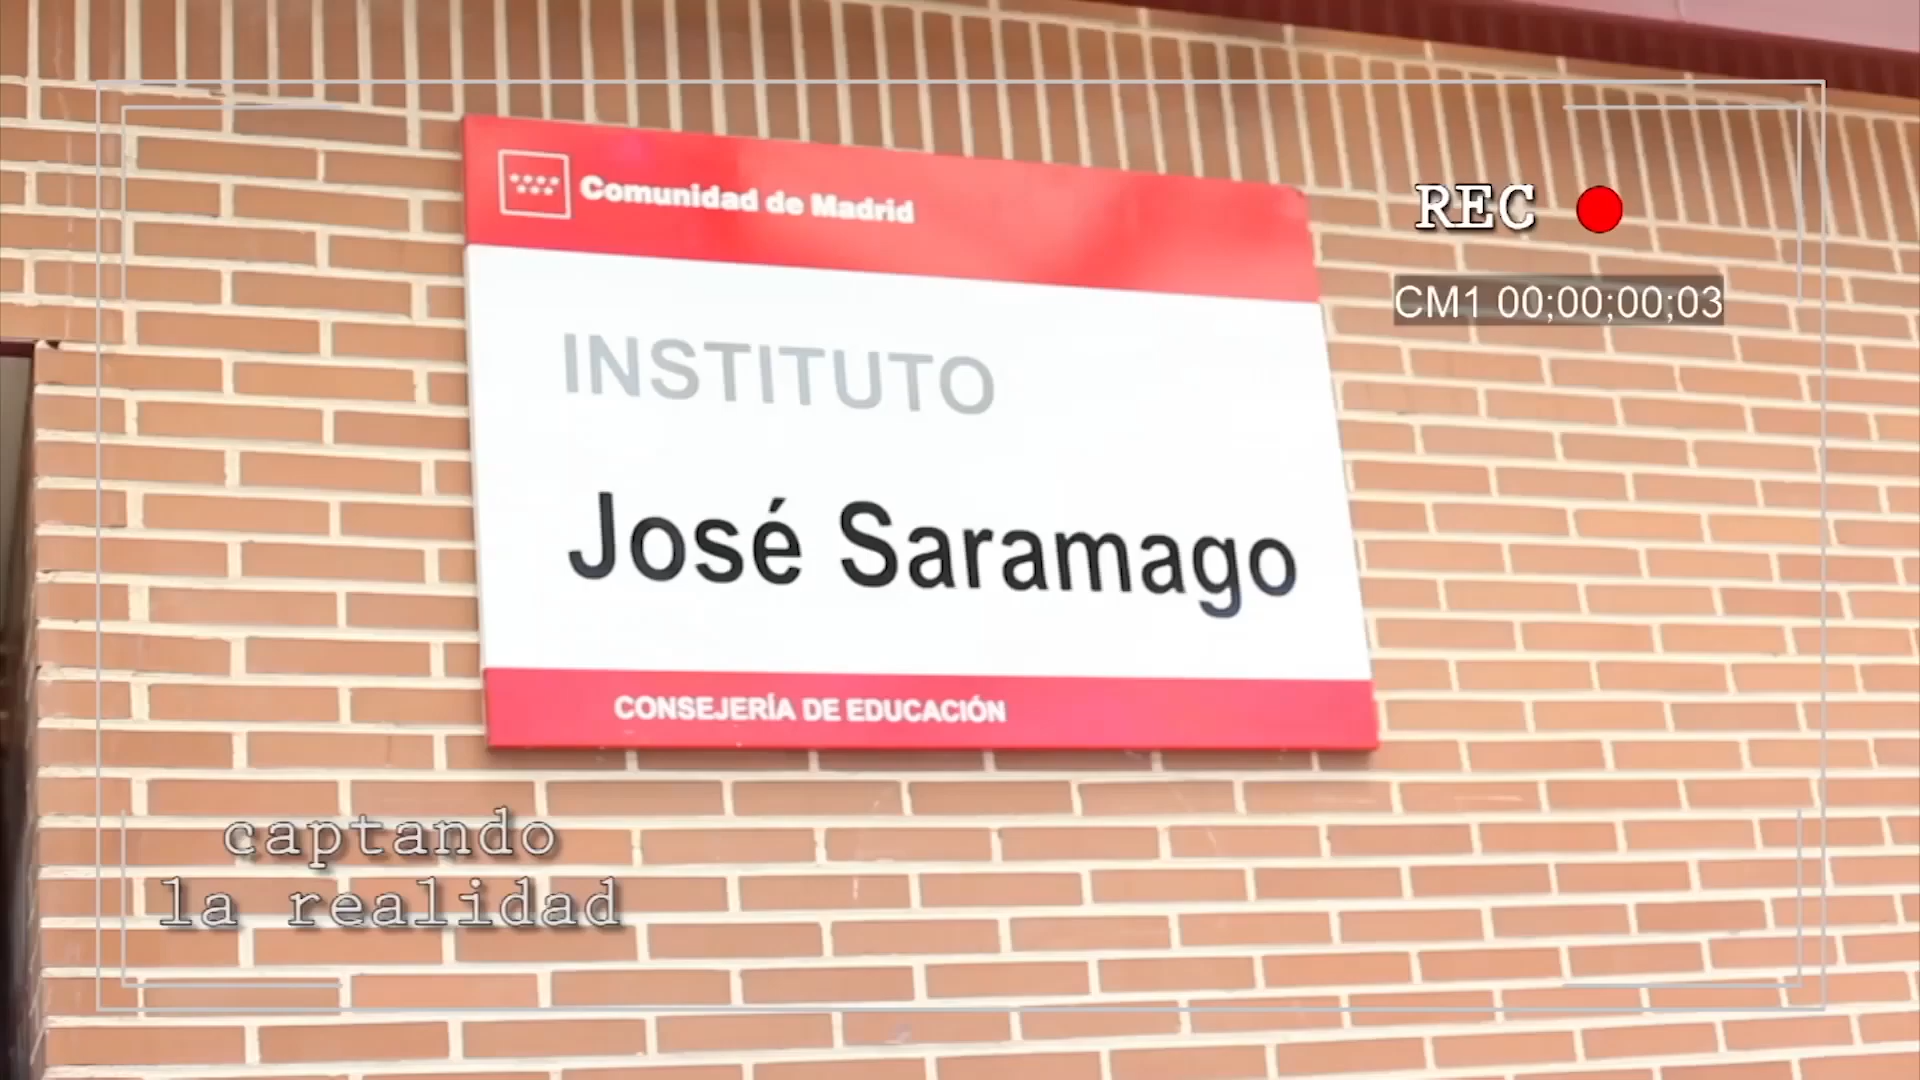 Comunidad de Madrid
REC
CM1 00;00;00;03
INSTITUTO
José Saramago
CONSEJERÍA DE EDUCACIÓN
captando
la realidad